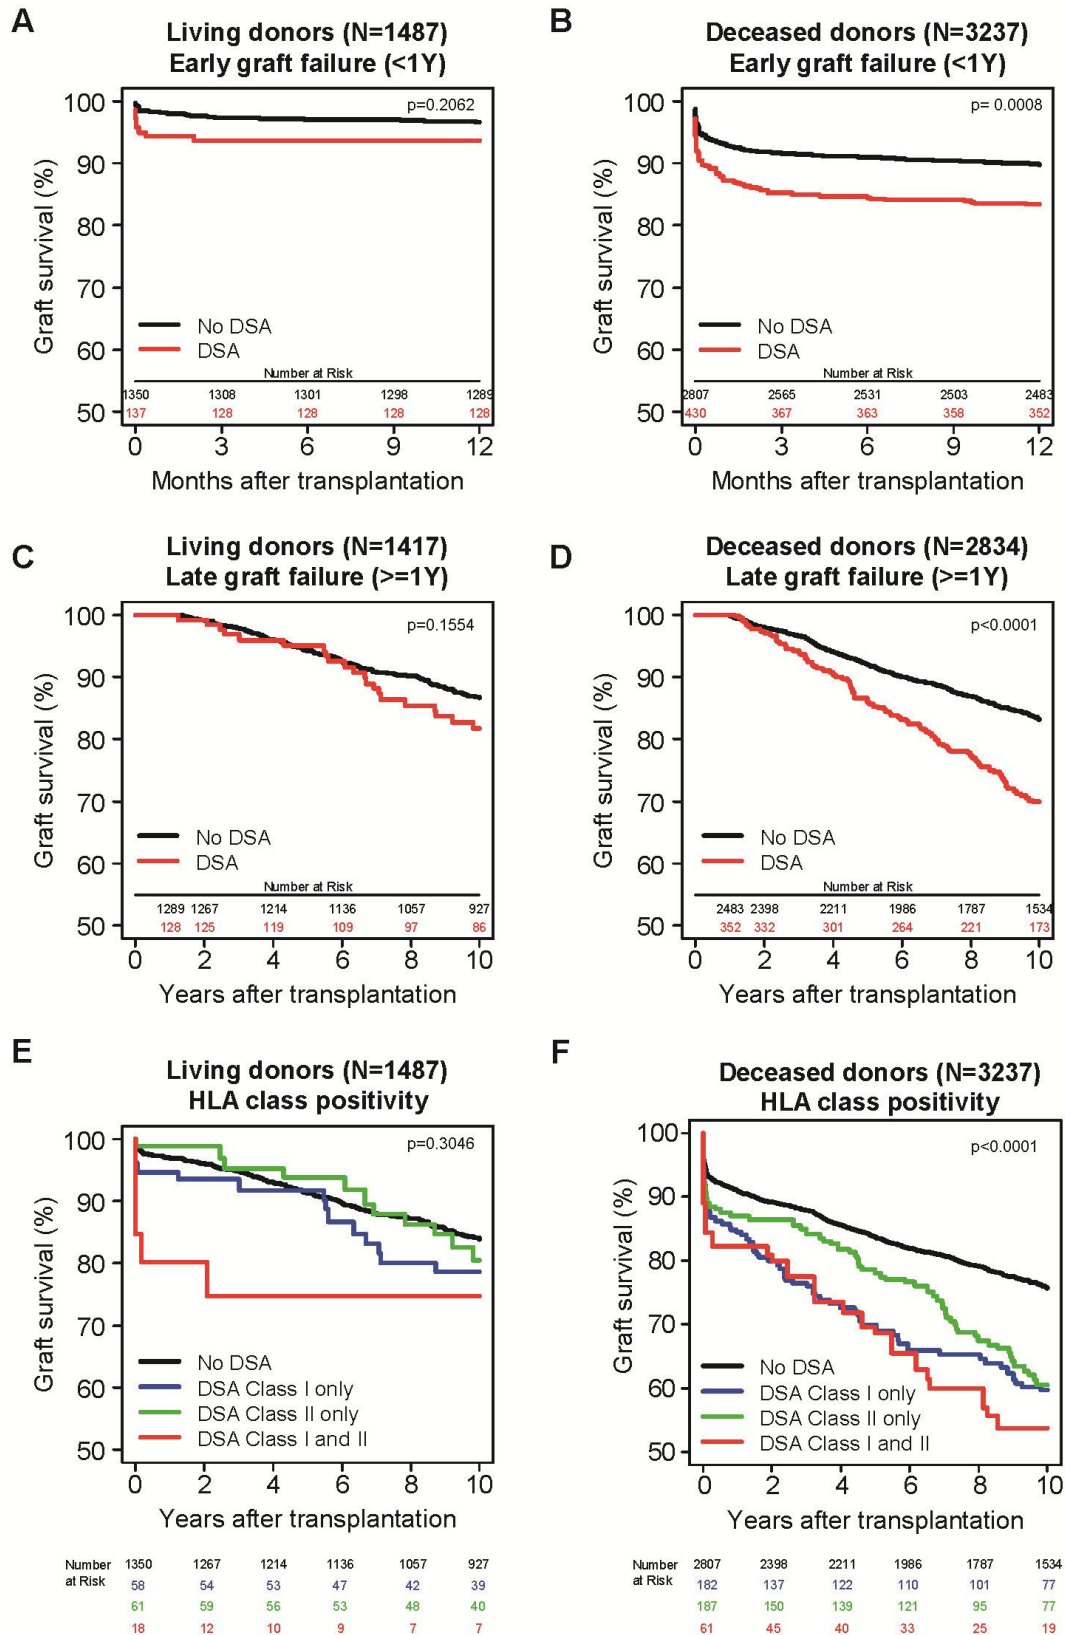 A
Living donors (N=1487)
Early graft failure (<1Y)
p=0.2062
Graft survival (%)
100
90
80
70
60
50
No DSA
DSA
Number at Risk
1350 1308 1301 1298 1289
137 128 128 128 128
0 3 6 9 12
Months after transplantation
B
Deceased donors (N=3237)
Early graft failure (<1Y)
p= 0.0008
Graft survival (%)
100
90
80
70
60
50
No DSA
DSA
Number at Risk
2807 2565 2531 2503 2483
430 367 363 358 352
0 3 6 9 12
Months after transplantation
C
Living donors (N=1417)
Late graft failure (>=1Y)
p=0.1554
Graft survival (%)
100
90
80
70
60
50
No DSA
DSA
Number at Risk
1289 1267 1214 1136 1057 927
128 125 119 109 97 86
0 2 4 6 8 10
Years after transplantation
D
Deceased donors (N=2834)
Late graft failure (>=1Y)
p<0.0001
Graft survival (%)
100
90
80
70
60
50
No DSA
DSA
Number at Risk
2483 2398 2211 1986 1787 1534
352 332 301 264 221 173
0 2 4 6 8 10
Years after transplantation
E
Living donors (N=1487)
HLA class positivity
p=0.3046
Graft survival (%)
100
90
80
70
60
50
No DSA
DSA Class I only
DSA Class II only
DSA Class I and II
0 2 4 6 8 10
Years after transplantation
Number at Risk
1350 1267 1214 1136 1057 927
58 54 53 47 42 39
61 59 56 53 48 40
18 12 10 9 7 7
F
Deceased donors (N=3237)
HLA class positivity
p<0.0001
Graft survival (%)
100
90
80
70
60
50
No DSA
DSA Class I only
DSA Class II only
DSA Class I and II
0 2 4 6 8 10
Years after transplantation
Number at Risk
2807 2398 2211 1986 1787 1534
182 137 122 110 101 77
187 150 139 121 95 77
61 45 40 33 25 19